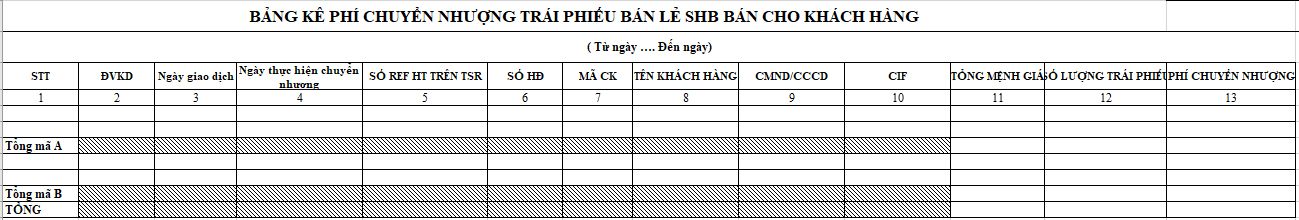 BẢNG KÊ PHÍ CHUYỂN NHƯỢNG TRÁI PHIẾU BÁN LẺ SHB BÁN CHO KHÁCH HÀNG
( Từ ngày …. Đến ngày)
STT ĐVKD Ngày giao dịch Ngày thực hiện chuyển nhương SỐ REF HT TRÊN TSR SỐ HĐ MÃ CK TÊN KHÁCH HÀNG CMND/CCCD CIF TỔNG MỆNH GIÁ SỐ LƯỢNG TRÁI PHIẾU PHÍ CHUYỂN NHƯỢNG
1 2 3 4 5 6 7 8 9 10 11 12 13
Tổng mã A
Tổng mã B
TỔNG